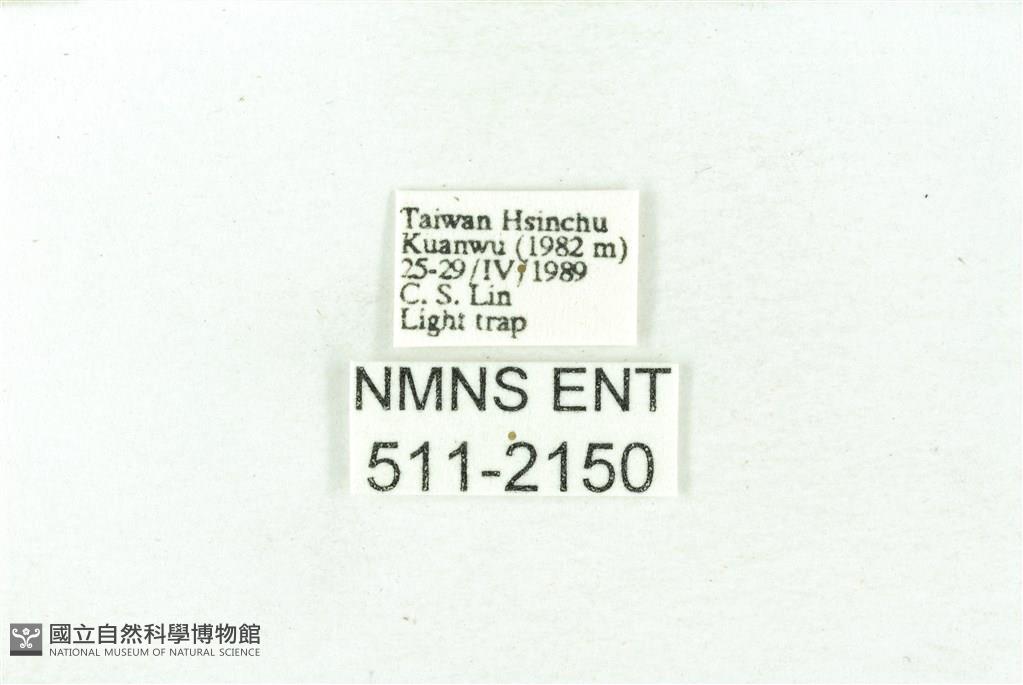 Taiwan Hsinchu
Kuanwu (1982 m)
25-29/IV/1989
C. S. Lin
Light trap
NMNS ENT
511-2150
國立自然科學博物館
NATIONAL MUSEUM OF NATURAL SCIENCE